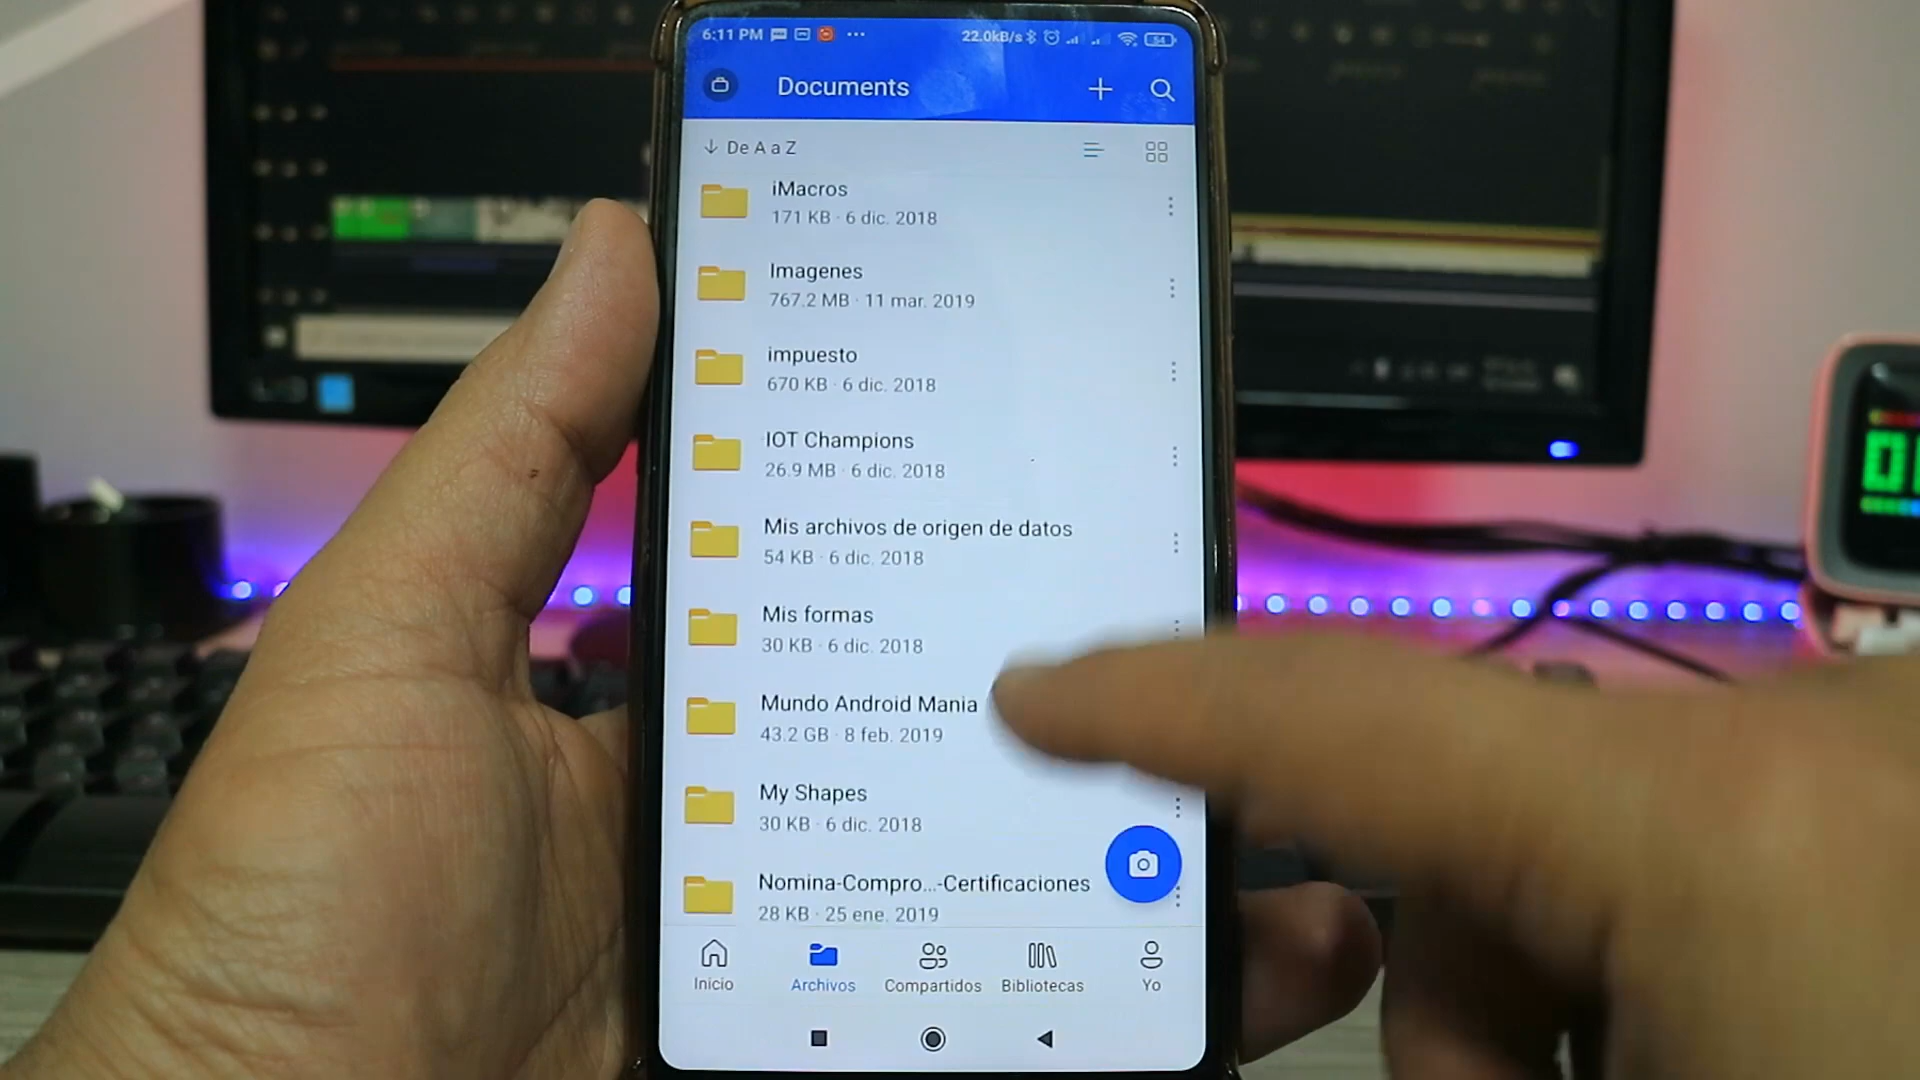 6:11 PM 22.0kB/s 54
Documents
De A a Z
iMacros
171 KB · 6 dic. 2018
Imagenes
767.2 MB · 11 mar. 2019
impuesto
670 KB · 6 dic. 2018
IOT Champions
26.9 MB · 6 dic. 2018
Mis archivos de origen de datos
54 KB · 6 dic. 2018
Mis formas
30 KB · 6 dic. 2018
Mundo Android Mania
43.2 GB · 8 feb. 2019
My Shapes
30 KB · 6 dic. 2018
Nomina-Compro...-Certificaciones
28 KB · 25 ene. 2019
Inicio Archivos Compartidos Bibliotecas Yo